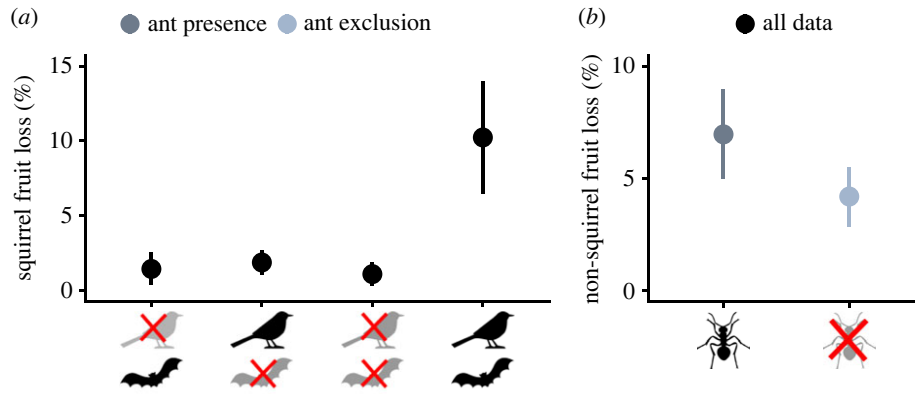 (a) ant presence ant exclusion
squirrel fruit loss (%)
15
10
5
0
(b) all data
non-squirrel fruit loss (%)
10
5
0